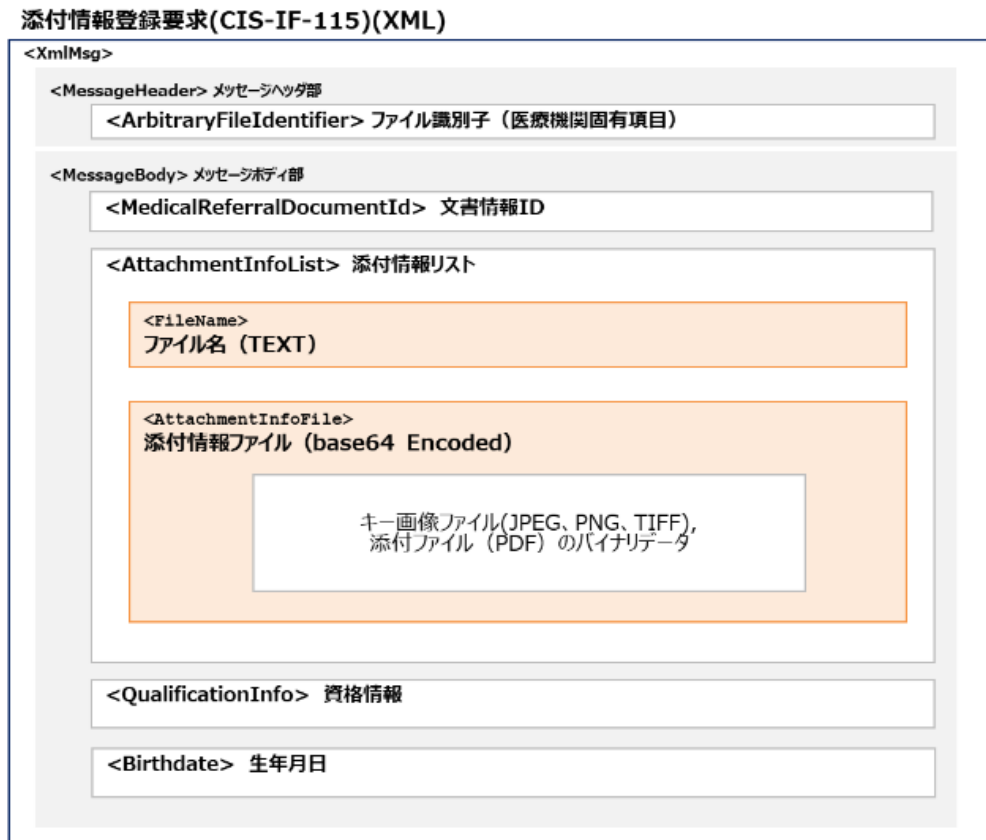 添付情報登録要求(CIS-IF-115)(XML)
<XmlMsg>
<MessageHeader> メッセージヘッダ部
<ArbitraryFileIdentifier> ファイル識別子（医療機関固有項目）
<MessageBody> メッセージボディ部
<MedicalReferralDocumentId> 文書情報ID
<AttachmentInfoList> 添付情報リスト
<FileName>
ファイル名（TEXT）
<AttachmentInfoFile>
添付情報ファイル（base64 Encoded）
キー画像ファイル(JPEG、PNG、TIFF),
添付ファイル（PDF）のバイナリデータ
<QualificationInfo> 資格情報
<Birthdate> 生年月日